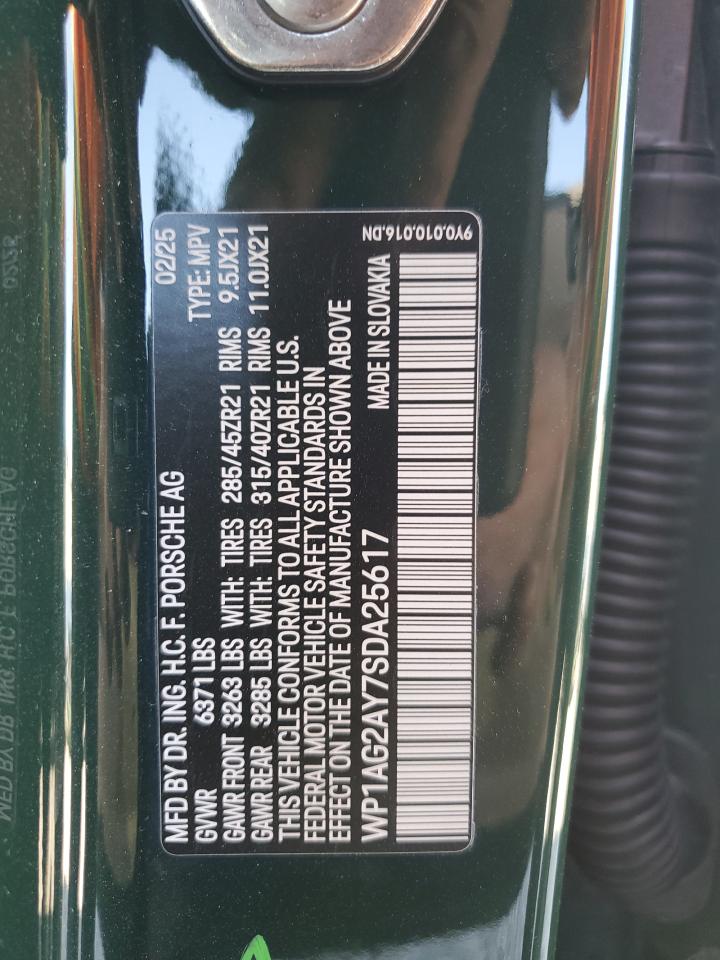 MFD BY DR. ING. H.C. F. PORSCHE AG 02/25
GVWR 6371 LBS TYPE: MPV
GAWR FRONT 3263 LBS WITH: TIRES 285/45ZR21 RIMS 9.5JX21
GAWR REAR 3285 LBS WITH: TIRES 315/40ZR21 RIMS 11.0JX21
THIS VEHICLE CONFORMS TO ALL APPLICABLE U.S.
FEDERAL MOTOR VEHICLE SAFETY STANDARDS IN
EFFECT ON THE DATE OF MANUFACTURE SHOWN ABOVE
WP1AG2AY7SDA25617 MADE IN SLOVAKIA
9Y0.010.016.DN